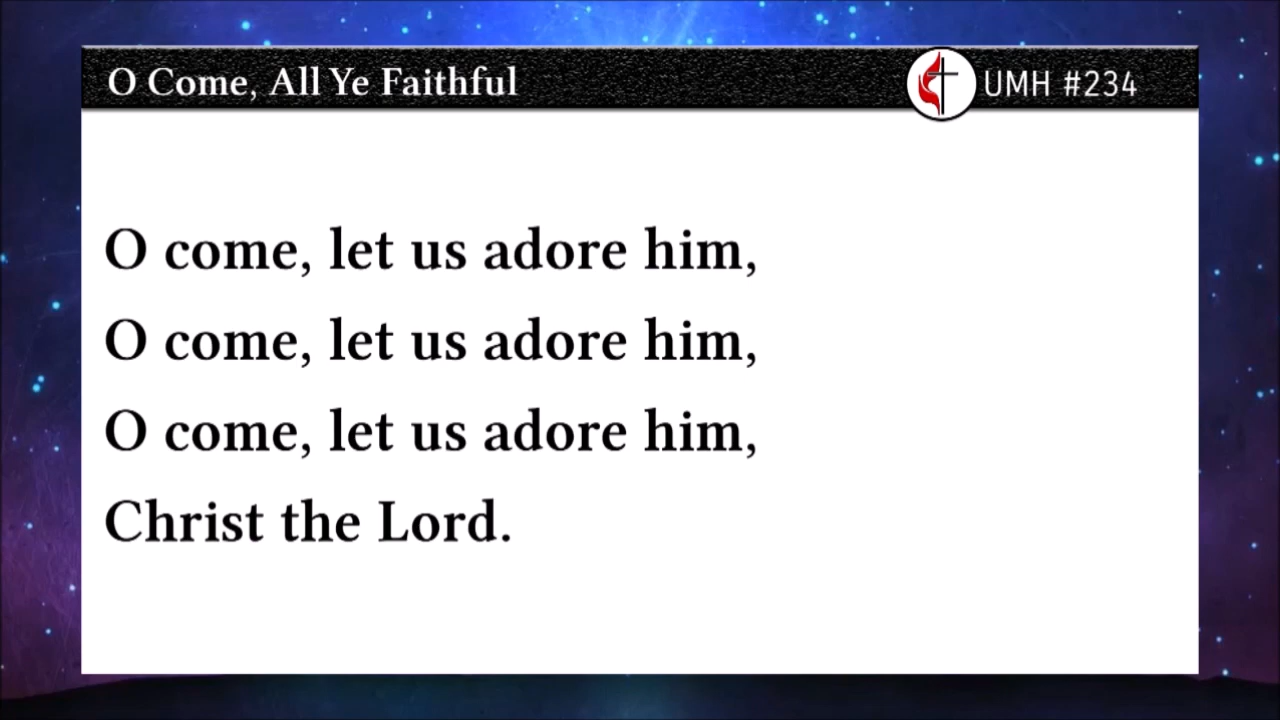 O Come, All Ye Faithful
UMH #234
O come, let us adore him,
O come, let us adore him,
O come, let us adore him,
Christ the Lord.